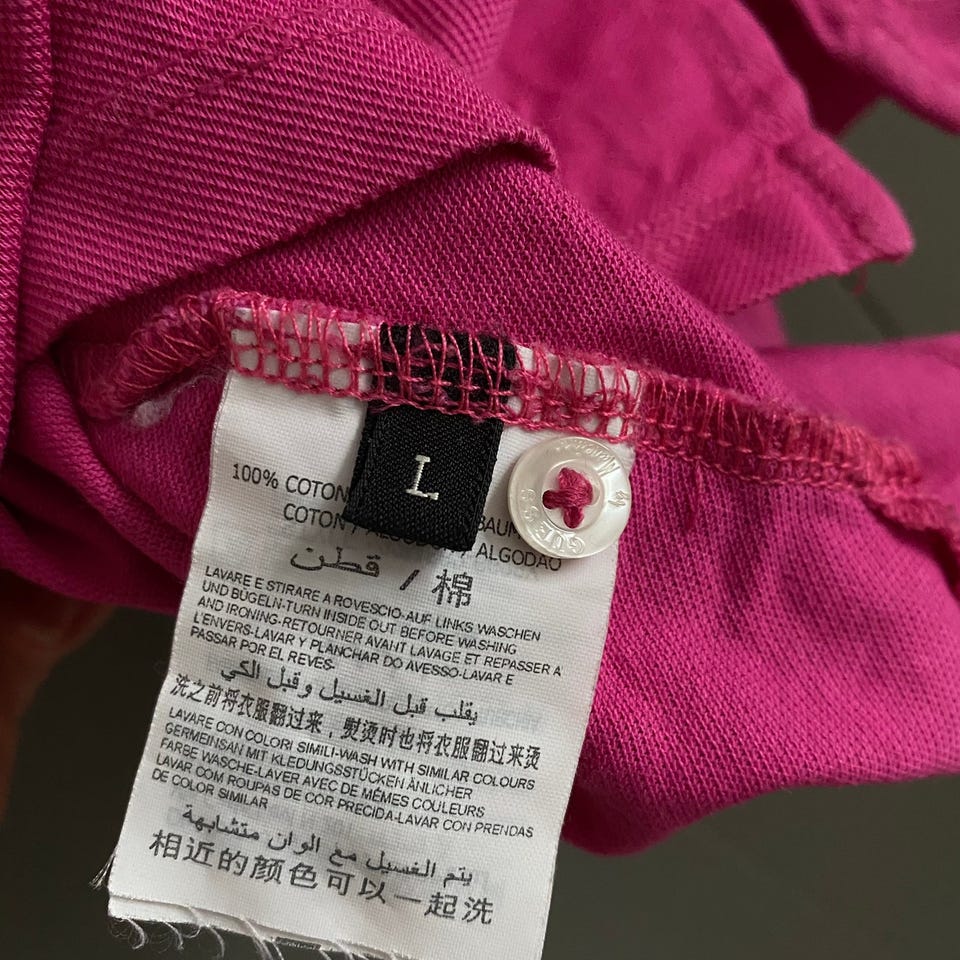 L
100% COTON
COTON / ALGODÃO
قطن / 棉
LAVARE E STIRARE A ROVESCIO-AUF LINKS WASCHEN
UND BÜGELN-TURN INSIDE OUT BEFORE WASHING
AND IRONING-RETOURNER AVANT LAVAGE ET REPASSER A
L'ENVERS-LAVAR Y PLANCHAR DO AVESSO-LAVAR E
PASSAR POR EL REVES-
يقلب قبل الغسيل وقبل الكي
洗之前将衣服翻过来，熨烫时也将衣服翻过来烫
LAVARE CON COLORI SIMILI-WASH WITH SIMILAR COLOURS
GERMEINSAN MIT KLEDUNGSSTÜCKEN ÄNLICHER
FARBE WASCHE-LAVER AVEC DE MÊMES COULEURS
LAVAR COM ROUPAS DE COR PRECIDA-LAVAR CON PRENDAS
DE COLOR SIMILAR
يتم الغسيل مع الوان متشابهة
相近的颜色可以一起洗
GUESS